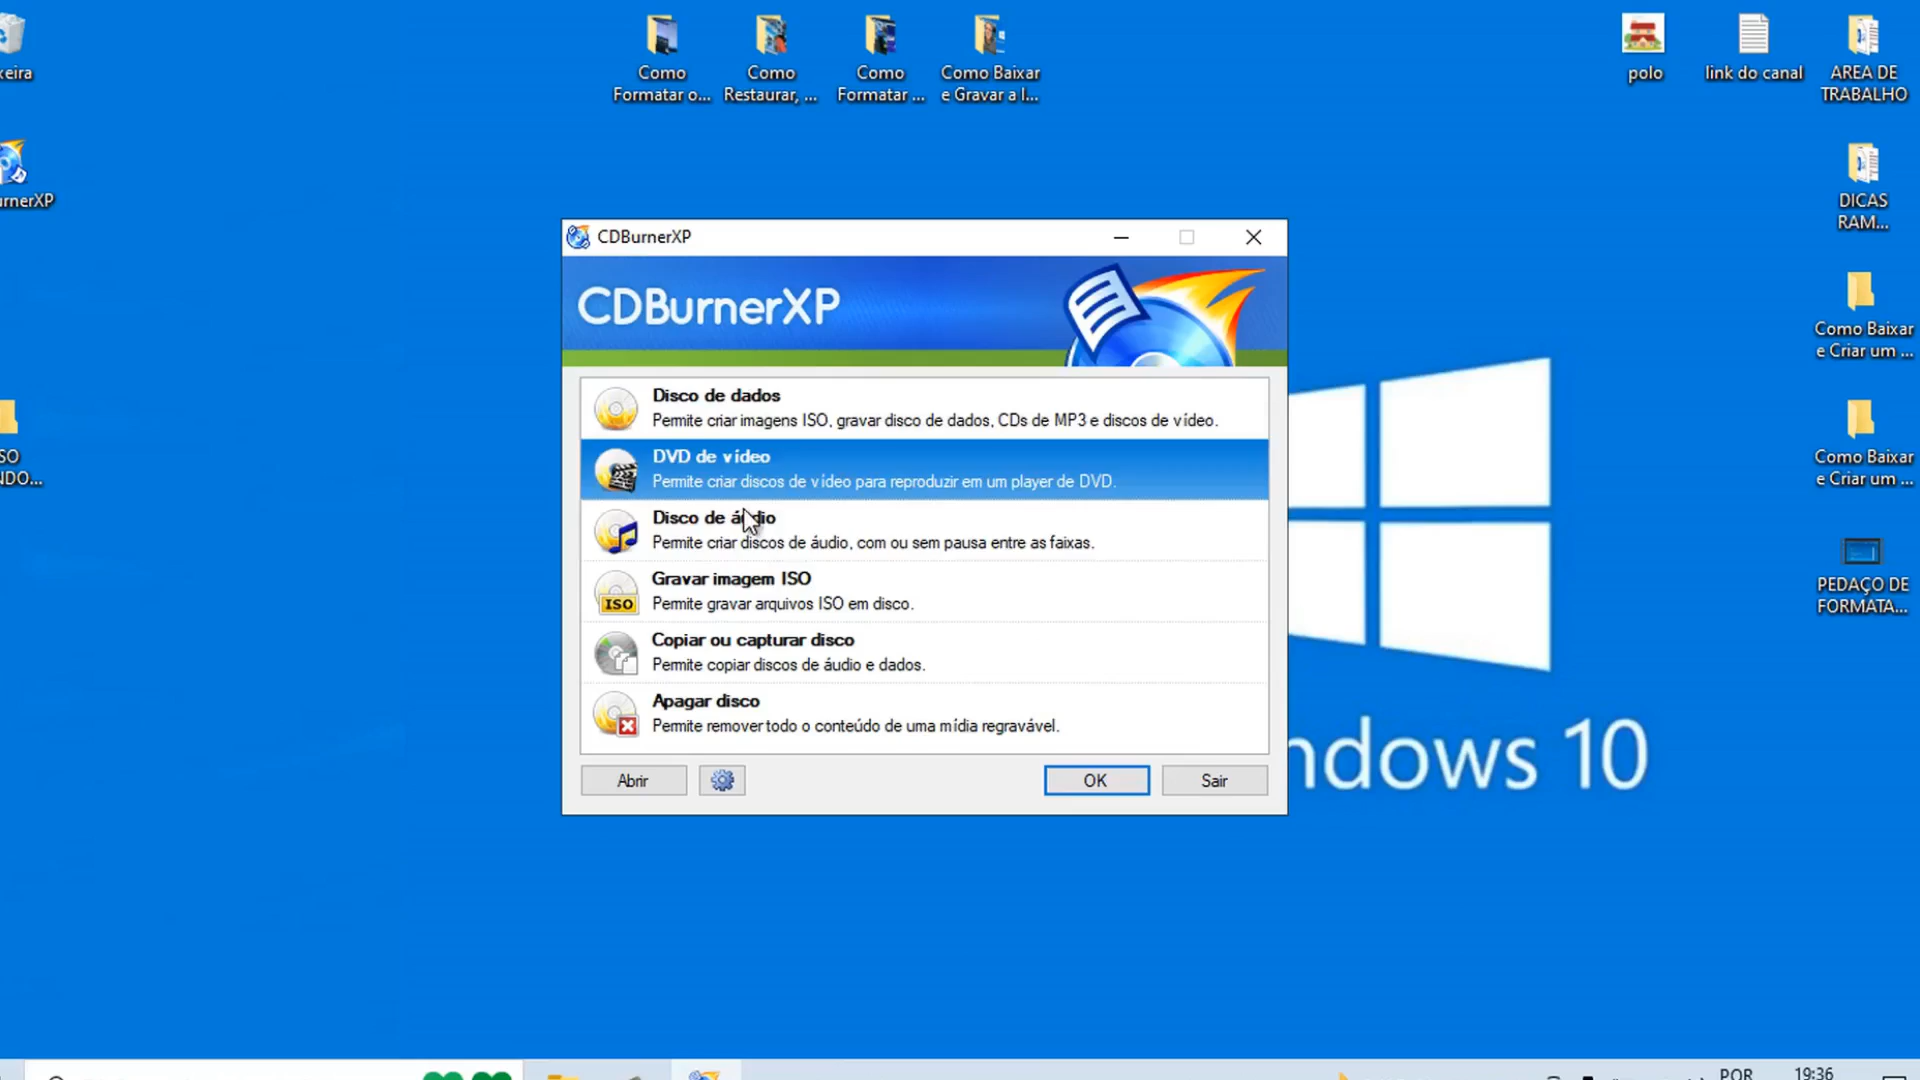 Como
Formatar o...
Como
Restaurar, ...
Como
Formatar ...
Como Baixar
e Gravar a I...
polo
link do canal
AREA DE
TRABALHO
xeira
urnerXP
DICAS
RAM...
CDBurnerXP
CDBurnerXP
Disco de dados
Permite criar imagens ISO, gravar disco de dados, CDs de MP3 e discos de vídeo.
DVD de vídeo
Permite criar discos de vídeo para reproduzir em um player de DVD.
Disco de áudio
Permite criar discos de áudio, com ou sem pausa entre as faixas.
ISO
Gravar imagem ISO
Permite gravar arquivos ISO em disco.
Copiar ou capturar disco
Permite copiar discos de áudio e dados.
Apagar disco
Permite remover todo o conteúdo de uma mídia regravável.
Abrir
OK
Sair
Como Baixar
e Criar um ...
SO
NDO...
Como Baixar
e Criar um ...
PEDAÇO DE
FORMATA...
ndows 10
POR
19:36